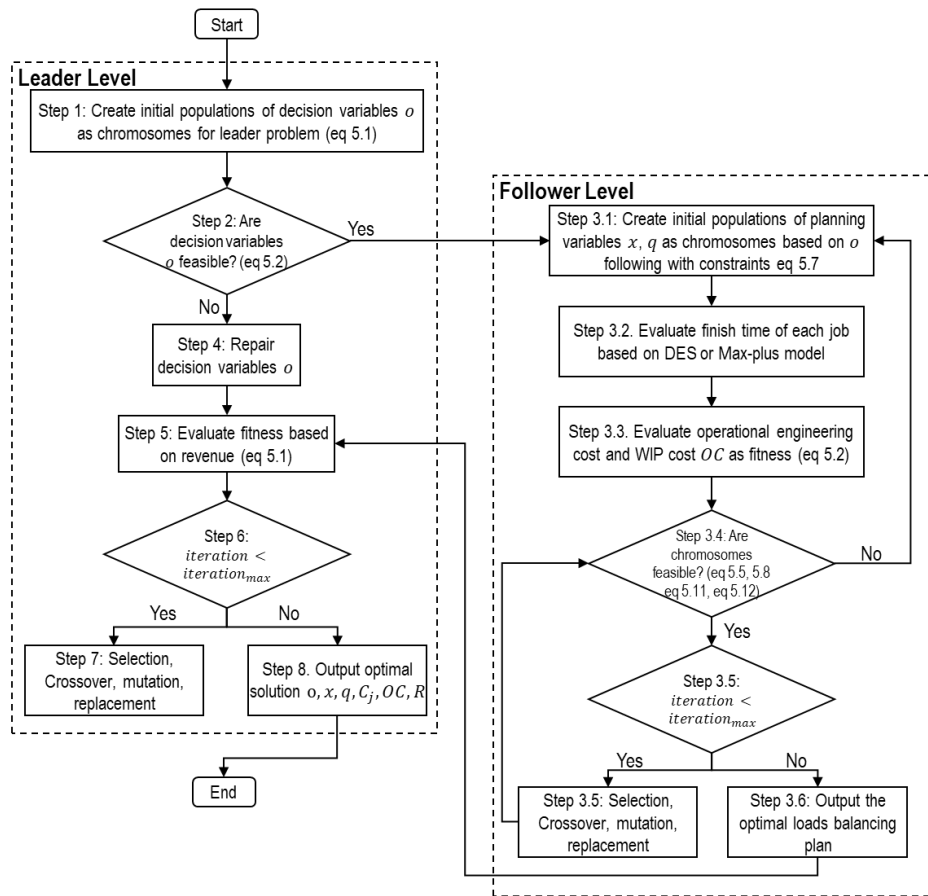 Start
Leader Level
Step 1: Create initial populations of decision variables o
as chromosomes for leader problem (eq 5.1)
Step 2: Are
decision variables
o feasible? (eq 5.2)
Yes
No
Step 4: Repair
decision variables o
Step 5: Evaluate fitness based
on revenue (eq 5.1)
Step 6:
iteration <
iteration_max
Yes
No
Step 7: Selection,
Crossover, mutation,
replacement
Step 8. Output optimal
solution o, x, q, C_j, OC, R
End
Follower Level
Step 3.1: Create initial populations of planning
variables x, q as chromosomes based on o
following with constraints eq 5.7
Step 3.2. Evaluate finish time of each job
based on DES or Max-plus model
Step 3.3. Evaluate operational engineering
cost and WIP cost OC as fitness (eq 5.2)
Step 3.4: Are
chromosomes
feasible? (eq 5.5, 5.8
eq 5.11, eq 5.12)
No
Yes
Step 3.5:
iteration <
iteration_max
Yes
No
Step 3.5: Selection,
Crossover, mutation,
replacement
Step 3.6: Output the
optimal loads balancing
plan